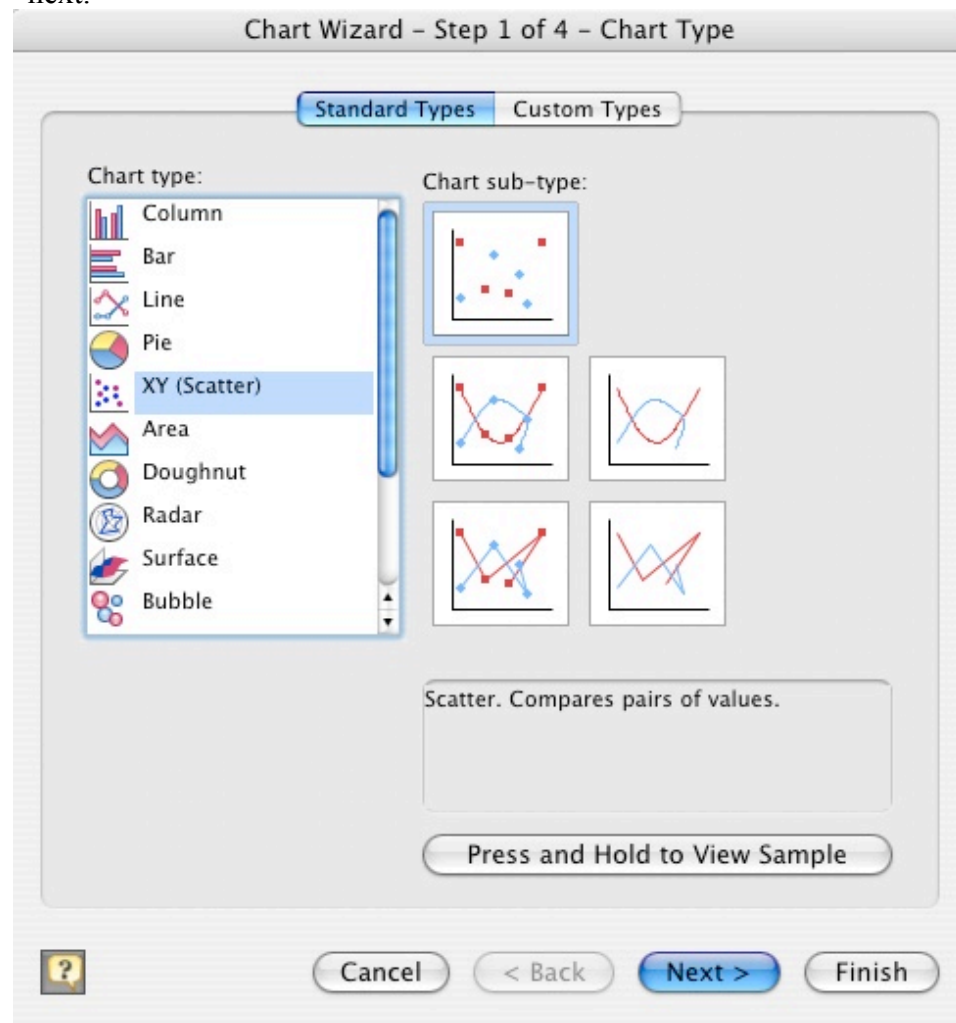 next.
Chart Wizard – Step 1 of 4 – Chart Type
Standard Types Custom Types
Chart type:
Column
Bar
Line
Pie
XY (Scatter)
Area
Doughnut
Radar
Surface
Bubble
Chart sub-type:
Scatter. Compares pairs of values.
Press and Hold to View Sample
?
Cancel < Back Next > Finish